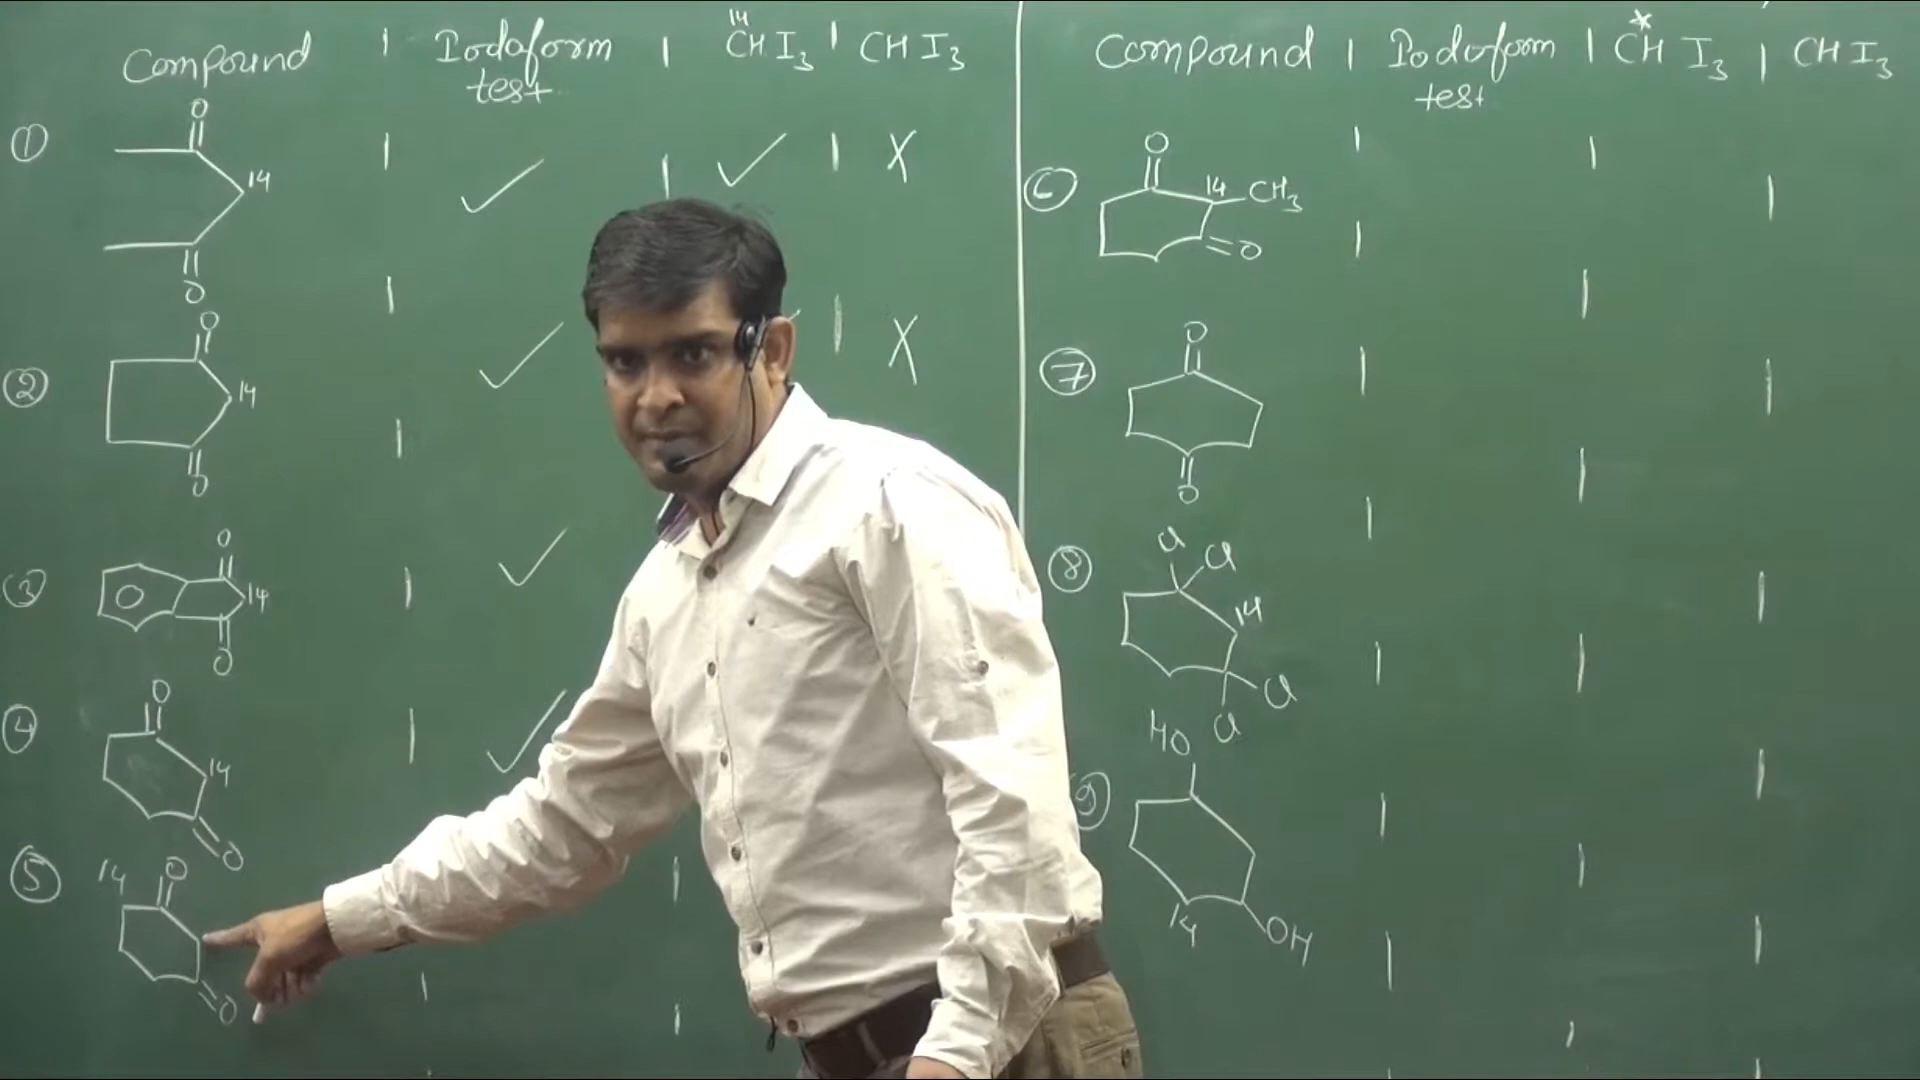 Compound | Iodoform test | 14CHI3 | CHI3
① O 14 O | ✓ | ✓ | X
② O 14 O | ✓ | | X
③ O O 14 O | ✓
④ O 14 O | ✓
⑤ 14 O O
Compound | Iodoform test | *CHI3 | CHI3
⑥ O 14 CH3 O
⑦ O O
⑧ Cl Cl 14 Cl Cl
⑨ HO 14 OH